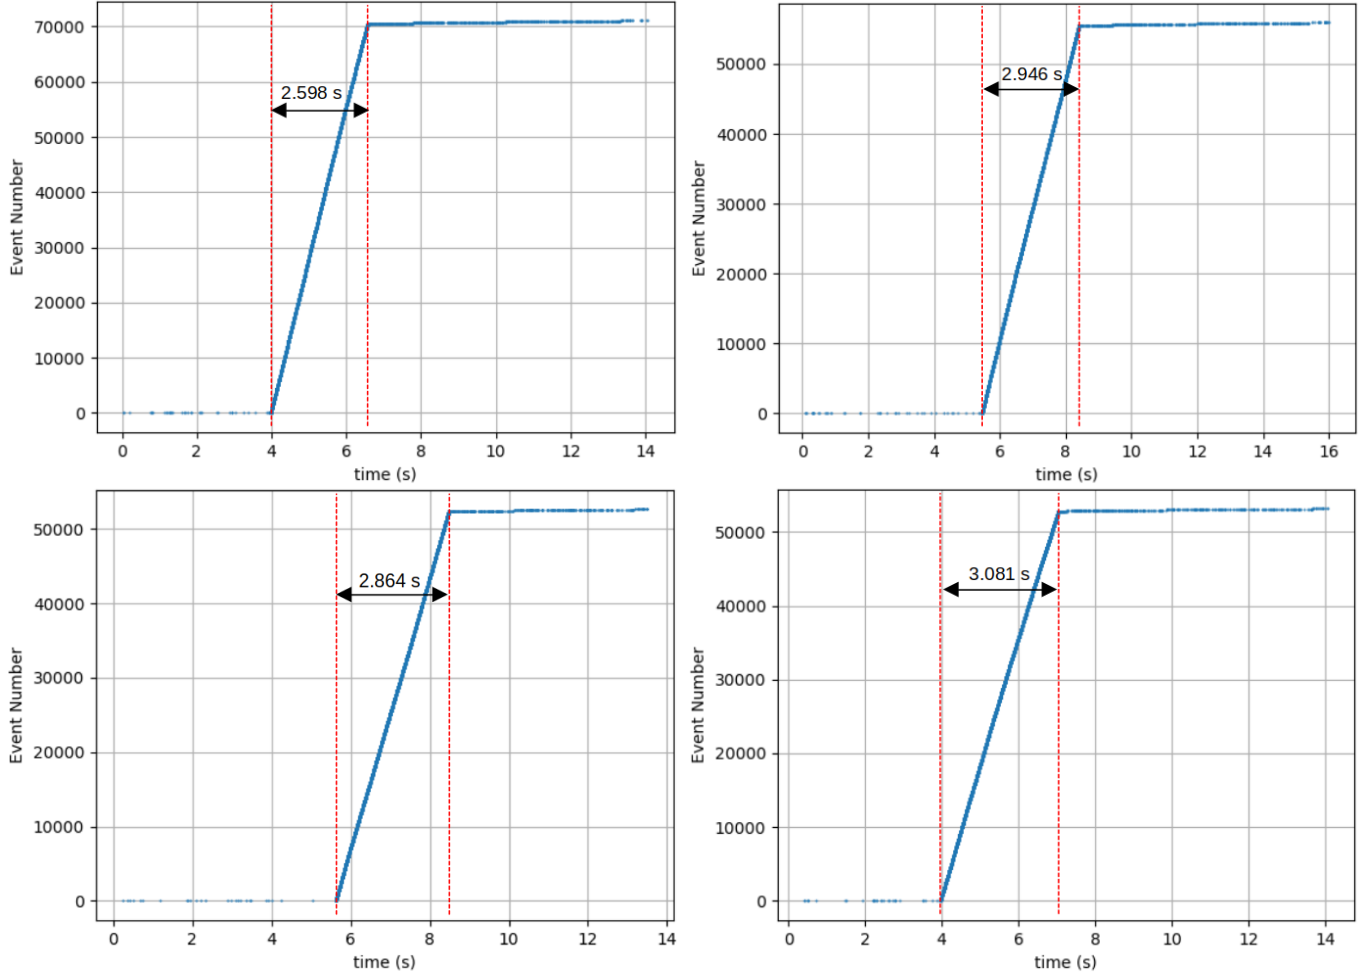 70000
60000
50000
40000
30000
20000
10000
0
Event Number
2.598 s
0 2 4 6 8 10 12 14
time (s)
50000
40000
30000
20000
10000
0
Event Number
2.946 s
0 2 4 6 8 10 12 14 16
time (s)
50000
40000
30000
20000
10000
0
Event Number
2.864 s
0 2 4 6 8 10 12 14
time (s)
50000
40000
30000
20000
10000
0
Event Number
3.081 s
0 2 4 6 8 10 12 14
time (s)